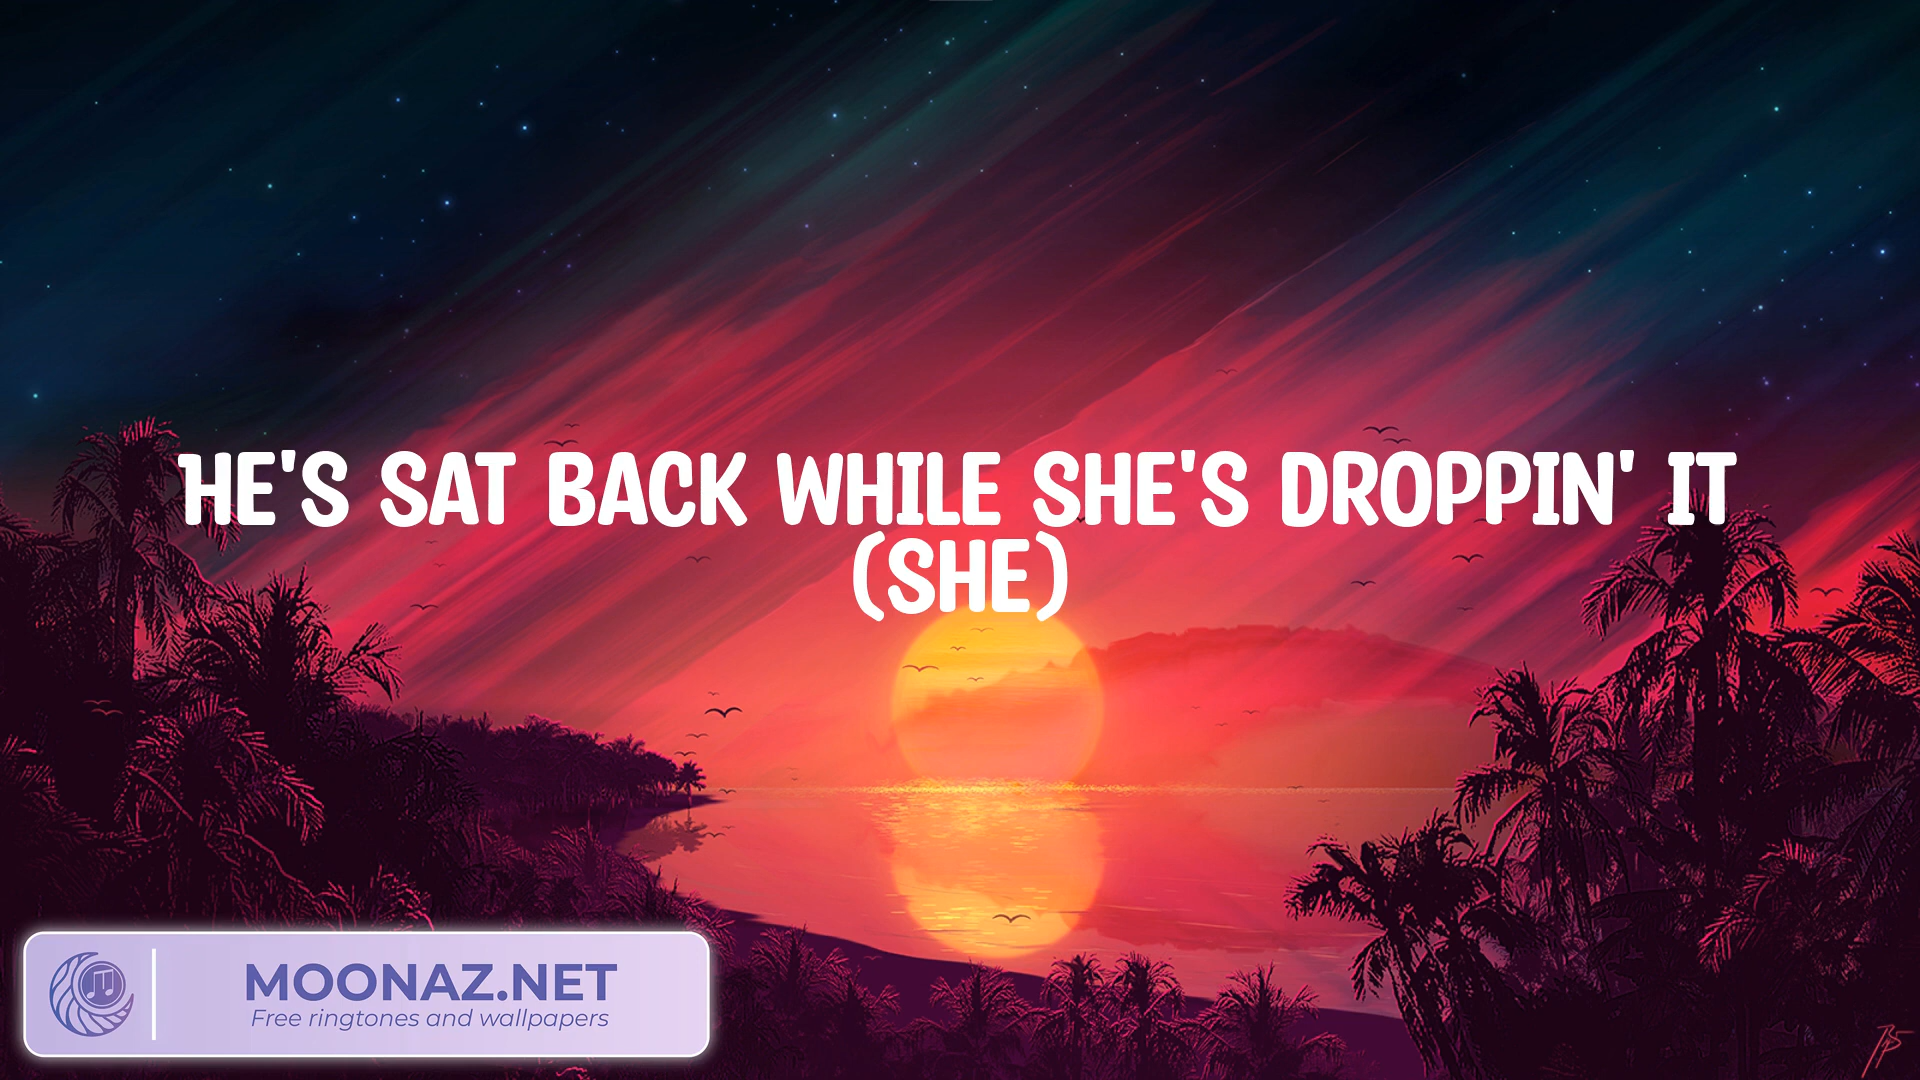 HE'S SAT BACK WHILE SHE'S DROPPIN' IT
(SHE)
MOONAZ.NET
Free ringtones and wallpapers